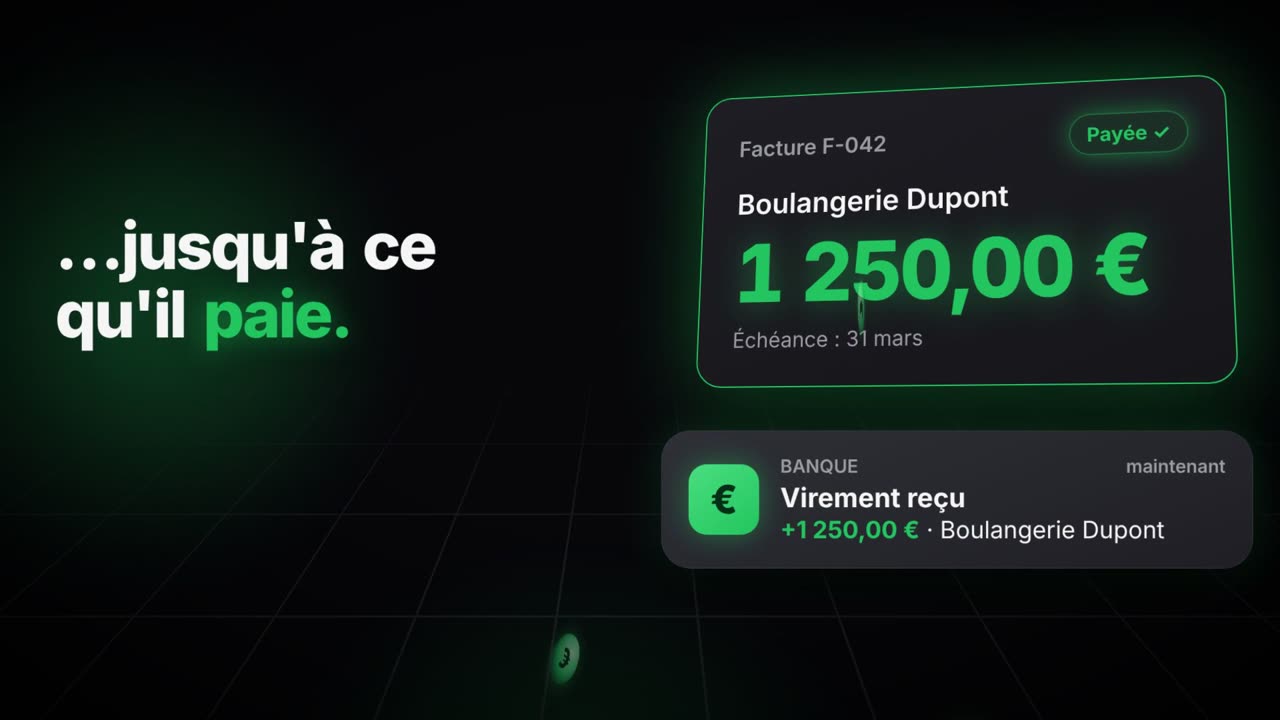 ...jusqu'à ce
qu'il paie.
Facture F-042
Payée ✓
Boulangerie Dupont
1 250,00 €
Échéance : 31 mars
€
BANQUE
maintenant
Virement reçu
+1 250,00 € · Boulangerie Dupont